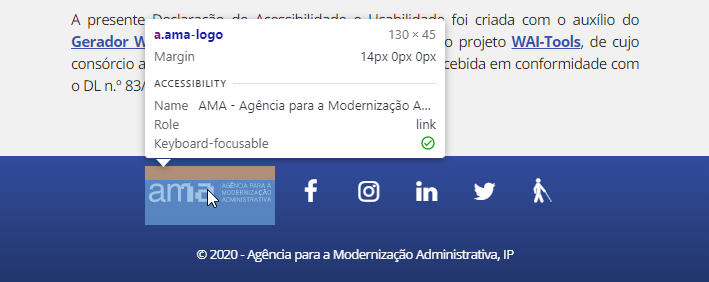 A presente Declaração de Acessibilidade e Usabilidade foi criada com o auxílio do
Gerador W o projeto WAI-Tools, de cujo
consórcio a cebida em conformidade com
o DL n.º 83/
a.ama-logo 130 × 45
Margin 14px 0px 0px
ACCESSIBILITY
Name AMA - Agência para a Modernização A...
Role link
Keyboard-focusable
ama AGÊNCIA PARA A
MODERNIZAÇÃO
ADMINISTRATIVA
© 2020 - Agência para a Modernização Administrativa, IP